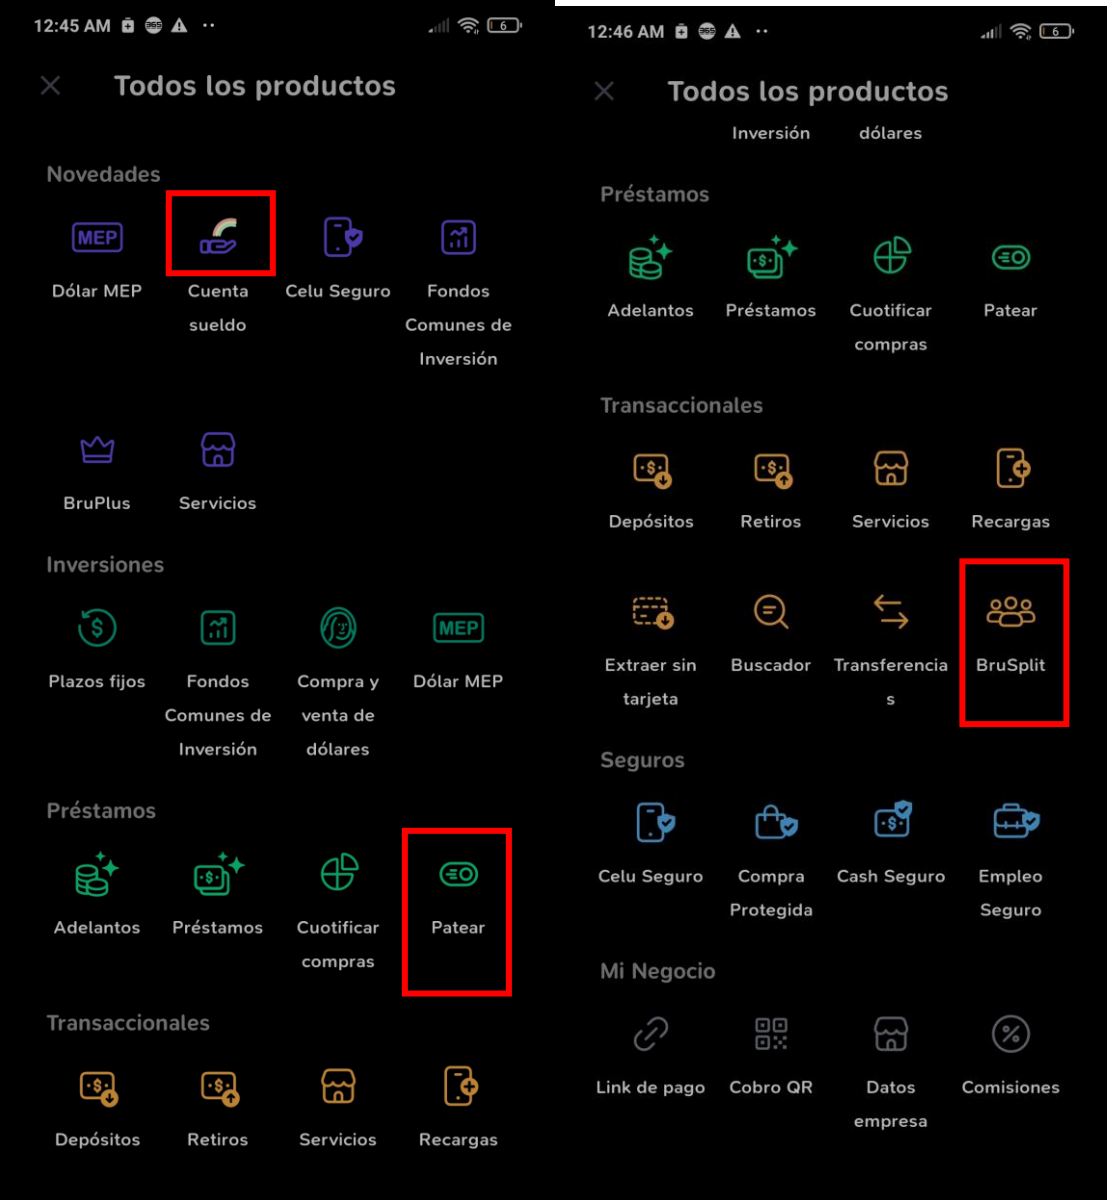 12:45 AM
6
Todos los productos
Novedades
MEP
Dólar MEP
Cuenta
sueldo
Celu Seguro
Fondos
Comunes de
Inversión
BruPlus
Servicios
Inversiones
$
MEP
Plazos fijos
Fondos
Comunes de
Inversión
Compra y
venta de
dólares
Dólar MEP
Préstamos
$
Adelantos
Préstamos
Cuotificar
compras
Patear
Transaccionales
$
$
Depósitos
Retiros
Servicios
Recargas
12:46 AM
6
Todos los productos
Inversión
dólares
Préstamos
$
Adelantos
Préstamos
Cuotificar
compras
Patear
Transaccionales
$
$
Depósitos
Retiros
Servicios
Recargas
Extraer sin
tarjeta
Buscador
Transferencia
s
BruSplit
Seguros
$
Celu Seguro
Compra
Protegida
Cash Seguro
Empleo
Seguro
Mi Negocio
%
Link de pago
Cobro QR
Datos
empresa
Comisiones